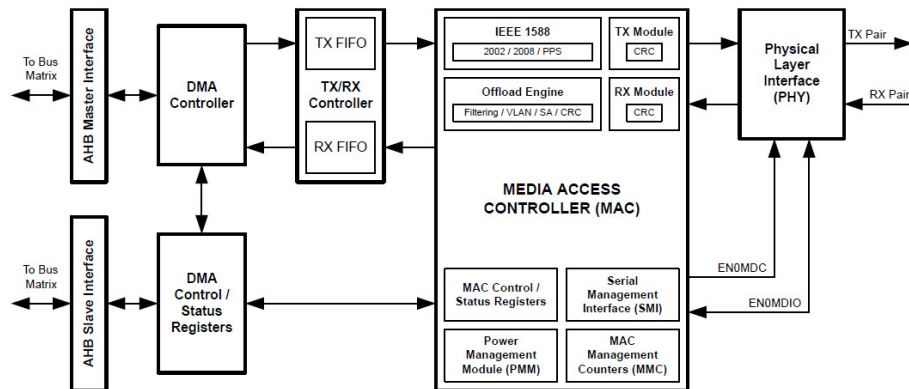 To Bus
Matrix
AHB Master Interface
DMA
Controller
TX FIFO
TX/RX
Controller
RX FIFO
IEEE 1588
2002 / 2008 / PPS
TX Module
CRC
Offload Engine
Filtering / VLAN / SA / CRC
RX Module
CRC
MEDIA ACCESS
CONTROLLER (MAC)
Physical
Layer
Interface
(PHY)
TX Pair
RX Pair
To Bus
Matrix
AHB Slave Interface
DMA
Control /
Status
Registers
MAC Control /
Status Registers
Serial
Management
Interface (SMI)
Power
Management
Module (PMM)
MAC
Management
Counters (MMC)
EN0MDC
EN0MDIO